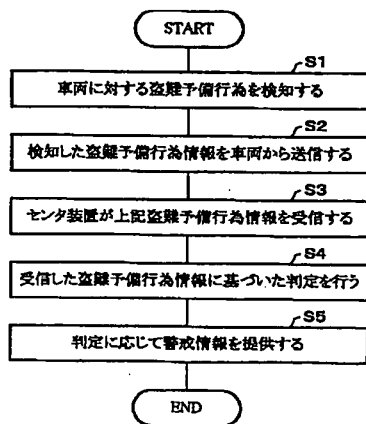 START
S1
車両に対する盗難予備行為を検知する
S2
検知した盗難予備行為情報を車両から送信する
S3
センタ装置が上記盗難予備行為情報を受信する
S4
受信した盗難予備行為情報に基づいた判定を行う
S5
判定に応じて警戒情報を提供する
END